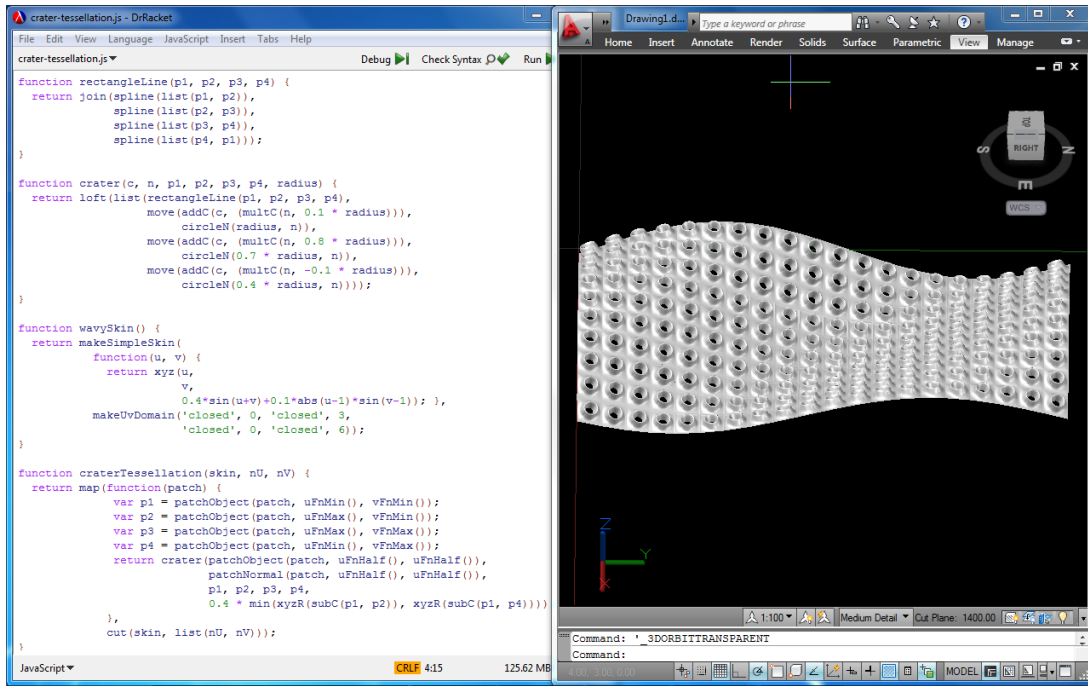 crater-tessellation.js - DrRacket
File Edit View Language JavaScript Insert Tabs Help
crater-tessellation.js Debug Check Syntax Run
function rectangleLine(p1, p2, p3, p4) {
  return join(spline(list(p1, p2)),
              spline(list(p2, p3)),
              spline(list(p3, p4)),
              spline(list(p4, p1)));
}
function crater(c, n, p1, p2, p3, p4, radius) {
  return loft(list(rectangleLine(p1, p2, p3, p4),
                   move(addC(c, (multC(n, 0.1 * radius))),
                        circleN(radius, n)),
                   move(addC(c, (multC(n, 0.8 * radius))),
                        circleN(0.7 * radius, n)),
                   move(addC(c, (multC(n, -0.1 * radius))),
                        circleN(0.4 * radius, n))));
}
function wavySkin() {
  return makeSimpleSkin(
           function(u, v) {
             return xyz(u,
                        v,
                        0.4*sin(u+v)+0.1*abs(u-1)*sin(v-1)); },
           makeUvDomain('closed', 0, 'closed', 3,
                        'closed', 0, 'closed', 6));
}
function craterTessellation(skin, nU, nV) {
  return map(function(patch) {
              var p1 = patchObject(patch, uFnMin(), vFnMin());
              var p2 = patchObject(patch, uFnMax(), vFnMin());
              var p3 = patchObject(patch, uFnMax(), vFnMax());
              var p4 = patchObject(patch, uFnMin(), vFnMax());
              return crater(patchObject(patch, uFnHalf(), uFnHalf()),
                            patchNormal(patch, uFnHalf(), uFnHalf()),
                            p1, p2, p3, p4,
                            0.4 * min(xyzR(subC(p1, p2)), xyzR(subC(p1, p4))))
             },
             cut(skin, list(nU, nV)));
}
JavaScript CRLF 4:15 125.62 MB
Drawing1.d... Type a keyword or phrase
Home Insert Annotate Render Solids Surface Parametric View Manage
TOP
S RIGHT N
E
WCS
Z
Y
X
1:100 Medium Detail Cut Plane: 1400.00
Command: '_3DORBITTRANSPARENT
Command:
4.00, 3.00, 0.00 MODEL